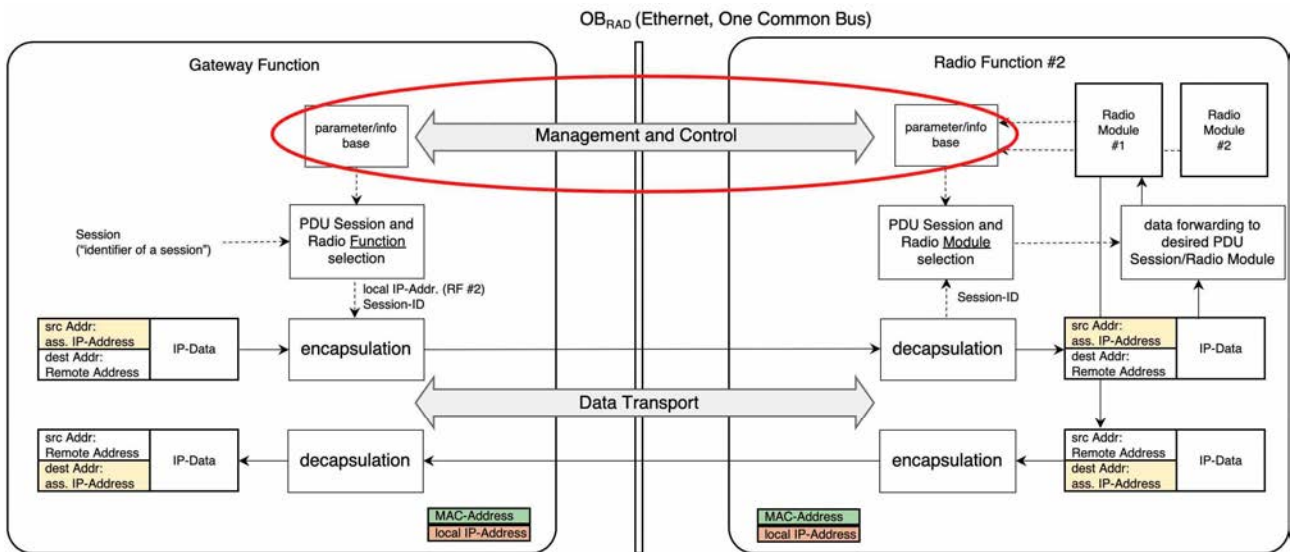 OBRAD (Ethernet, One Common Bus)
Gateway Function
Radio Function #2
parameter/info
base
Management and Control
parameter/info
base
Radio
Module
#1
Radio
Module
#2
PDU Session and
Radio Function
selection
Session
("identifier of a session")
PDU Session and
Radio Module
selection
data forwarding to
desired PDU
Session/Radio Module
local IP-Addr. (RF #2)
Session-ID
Session-ID
src Addr:
ass. IP-Address
dest Addr:
Remote Address
IP-Data
encapsulation
decapsulation
src Addr:
ass. IP-Address
dest Addr:
Remote Address
IP-Data
Data Transport
src Addr:
Remote Address
dest Addr:
ass. IP-Address
IP-Data
decapsulation
encapsulation
src Addr:
Remote Address
dest Addr:
ass. IP-Address
IP-Data
MAC-Address
local IP-Address
MAC-Address
local IP-Address